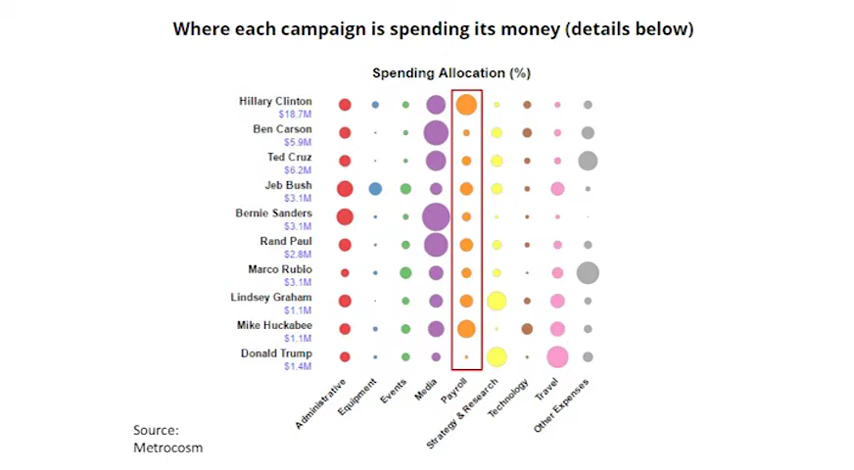 Where each campaign is spending its money (details below)
Spending Allocation (%)
Hillary Clinton
$18.7M
Ben Carson
$5.9M
Ted Cruz
$6.2M
Jeb Bush
$3.1M
Bernie Sanders
$3.1M
Rand Paul
$2.8M
Marco Rubio
$3.1M
Lindsey Graham
$1.1M
Mike Huckabee
$1.1M
Donald Trump
$1.4M
Administrative
Equipment
Events
Media
Payroll
Strategy & Research
Technology
Travel
Other Expenses
Source:
Metrocosm